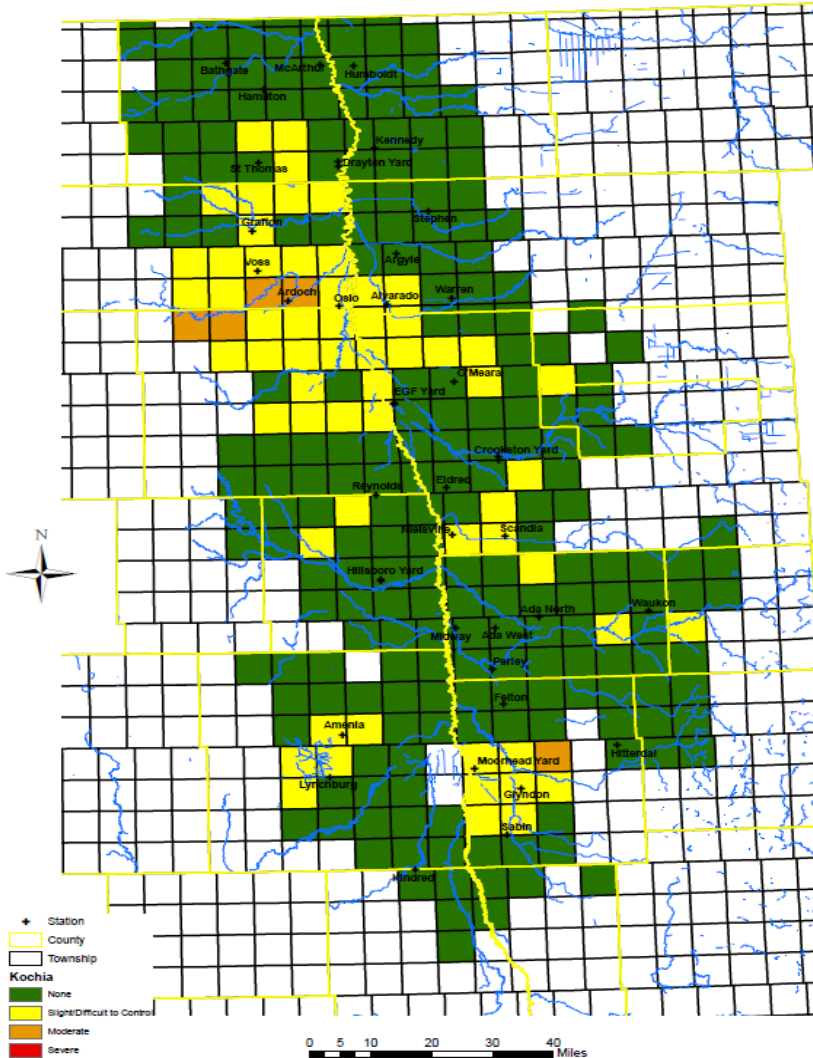 McArthur
Bathgate
Humboldt
Hamilton
Kennedy
St Thomas
Drayton Yard
Stephen
Grafton
Argyle
Voss
Ardoch
Oslo
Alvarado
Warren
O'Meara
EGF Yard
Crookston Yard
Eldred
Reynolds
Nielsville
Scandia
N
Hillsboro Yard
Waukon
Ada North
Midway
Ada West
Perley
Felton
Amenia
Hitterdal
Moorhead Yard
Lynchburg
Glyndon
Sabin
Kindred
Station
County
Township
Kochia
None
Slight/Difficult to Control
Moderate
Severe
0 5 10 20 30 40
Miles